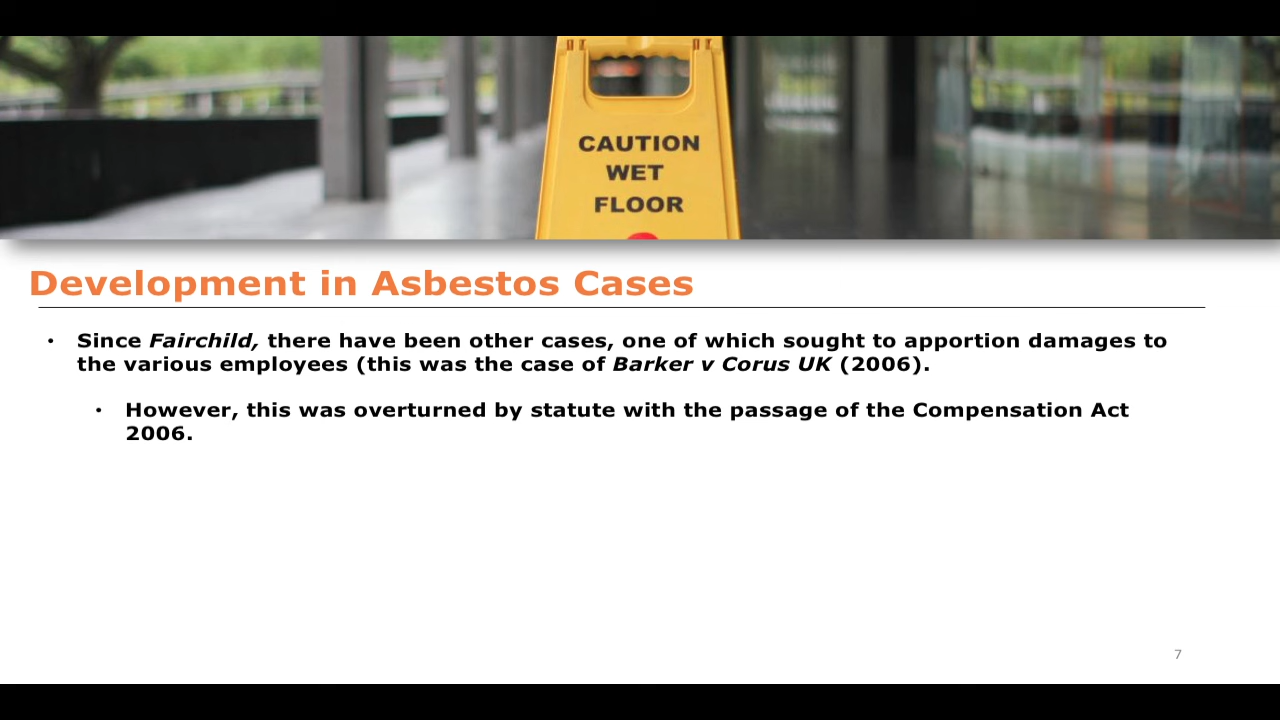 CAUTION
WET
FLOOR
Development in Asbestos Cases
• Since Fairchild, there have been other cases, one of which sought to apportion damages to
the various employees (this was the case of Barker v Corus UK (2006).
• However, this was overturned by statute with the passage of the Compensation Act
2006.
7